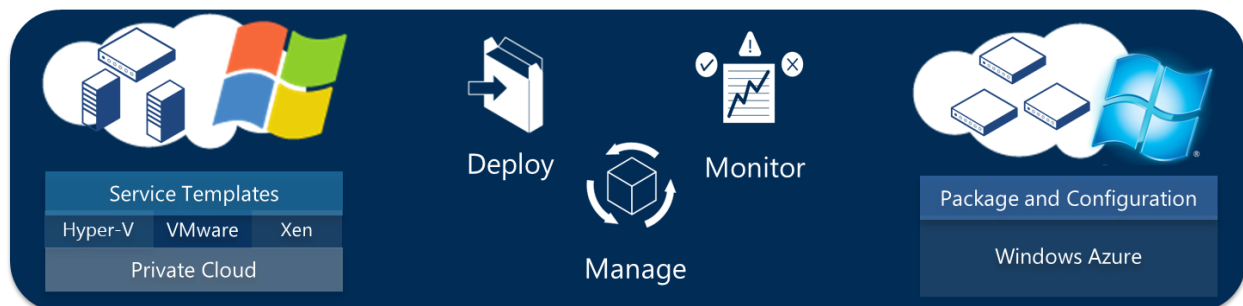 Deploy
Monitor
Manage
Service Templates
Hyper-V VMware Xen
Private Cloud
Package and Configuration
Windows Azure
®